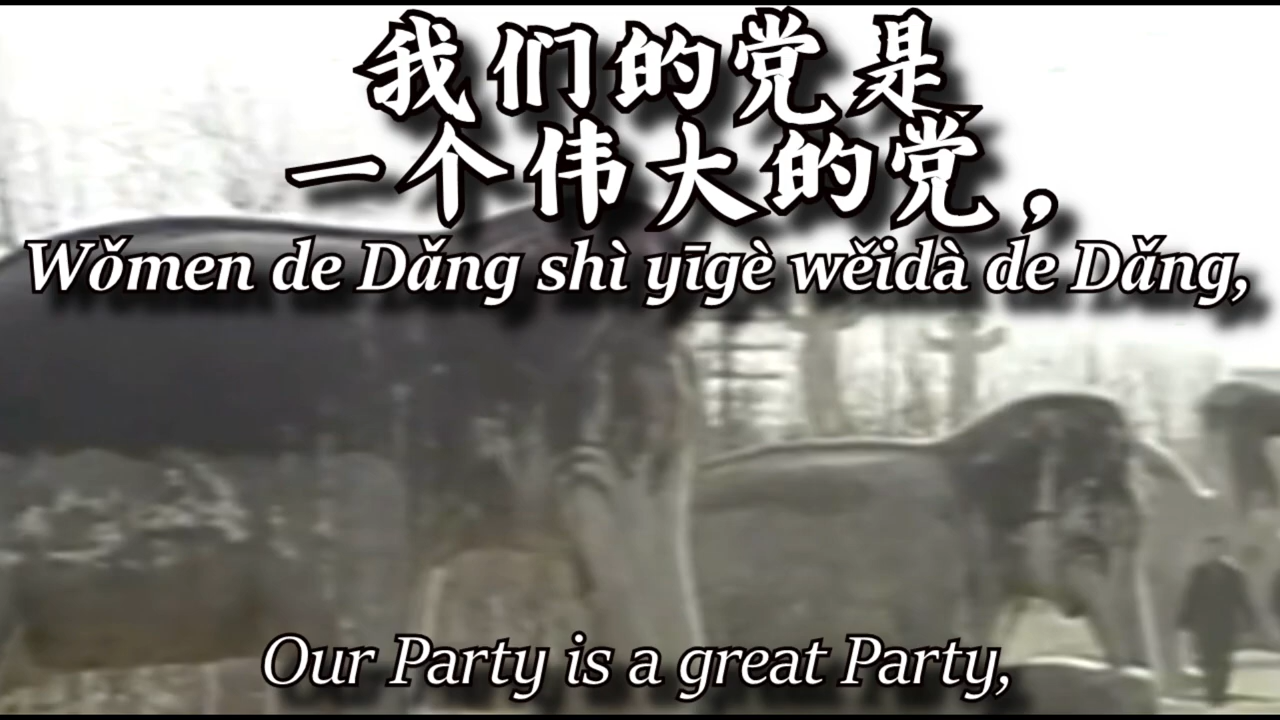 我们的党是
一个伟大的党，
Wǒmen de Dǎng shì yīgè wěidà de Dǎng,
Our Party is a great Party,